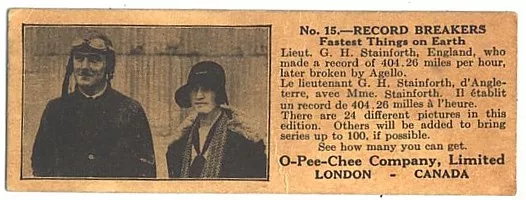 No. 15.—RECORD BREAKERS
Fastest Things on Earth
Lieut. G. H. Stainforth, England, who
made a record of 404.26 miles per hour,
later broken by Agello.
Le lieutenant G. H. Stainforth, d'Angle-
terre, avec Mme. Stainforth. Il établit
un record de 404.26 milles à l'heure.
There are 24 different pictures in this
edition. Others will be added to bring
series up to 100, if possible.
See how many you can get.
O-Pee-Chee Company, Limited
LONDON - CANADA